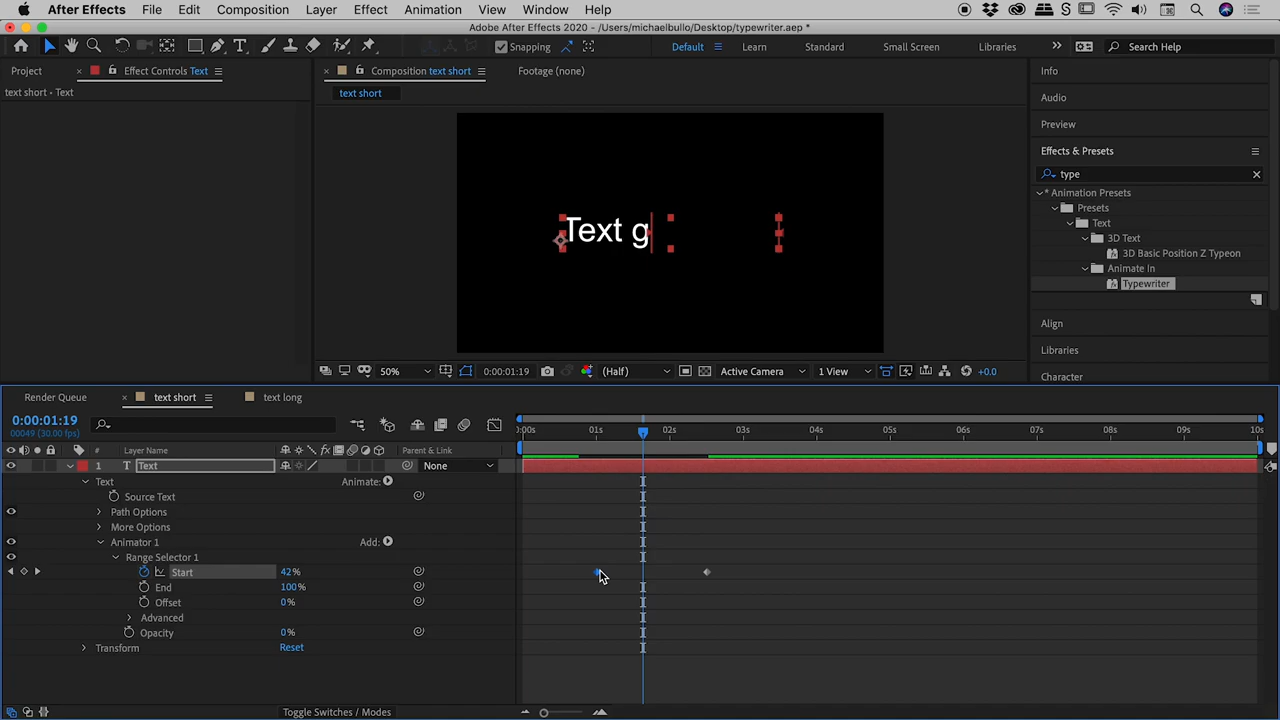 After Effects File Edit Composition Layer Effect Animation View Window Help
Adobe After Effects 2020 - /Users/michaelbullo/Desktop/typewriter.aep *
Snapping Default Learn Standard Small Screen Libraries Search Help
Project Effect Controls Text Composition text short Footage (none) Info
text short • Text
text short
Audio
Preview
Effects & Presets
type
* Animation Presets
Presets
Text
3D Text
3D Basic Position Z Typeon
Animate In
Typewriter
Text g
Align
Libraries
Character
50% 0:00:01:19 (Half) Active Camera 1 View +0.0
Render Queue text short text long
0:00:01:19
00049 (30.00 fps)
:00s 01s 02s 03s 04s 05s 06s 07s 08s 09s 10s
# Layer Name Parent & Link
1 T Text None
Text Animate:
Source Text
Path Options
More Options
Animator 1 Add:
Range Selector 1
Start 42%
End 100%
Offset 0%
Advanced
Opacity 0%
Transform Reset
Toggle Switches / Modes